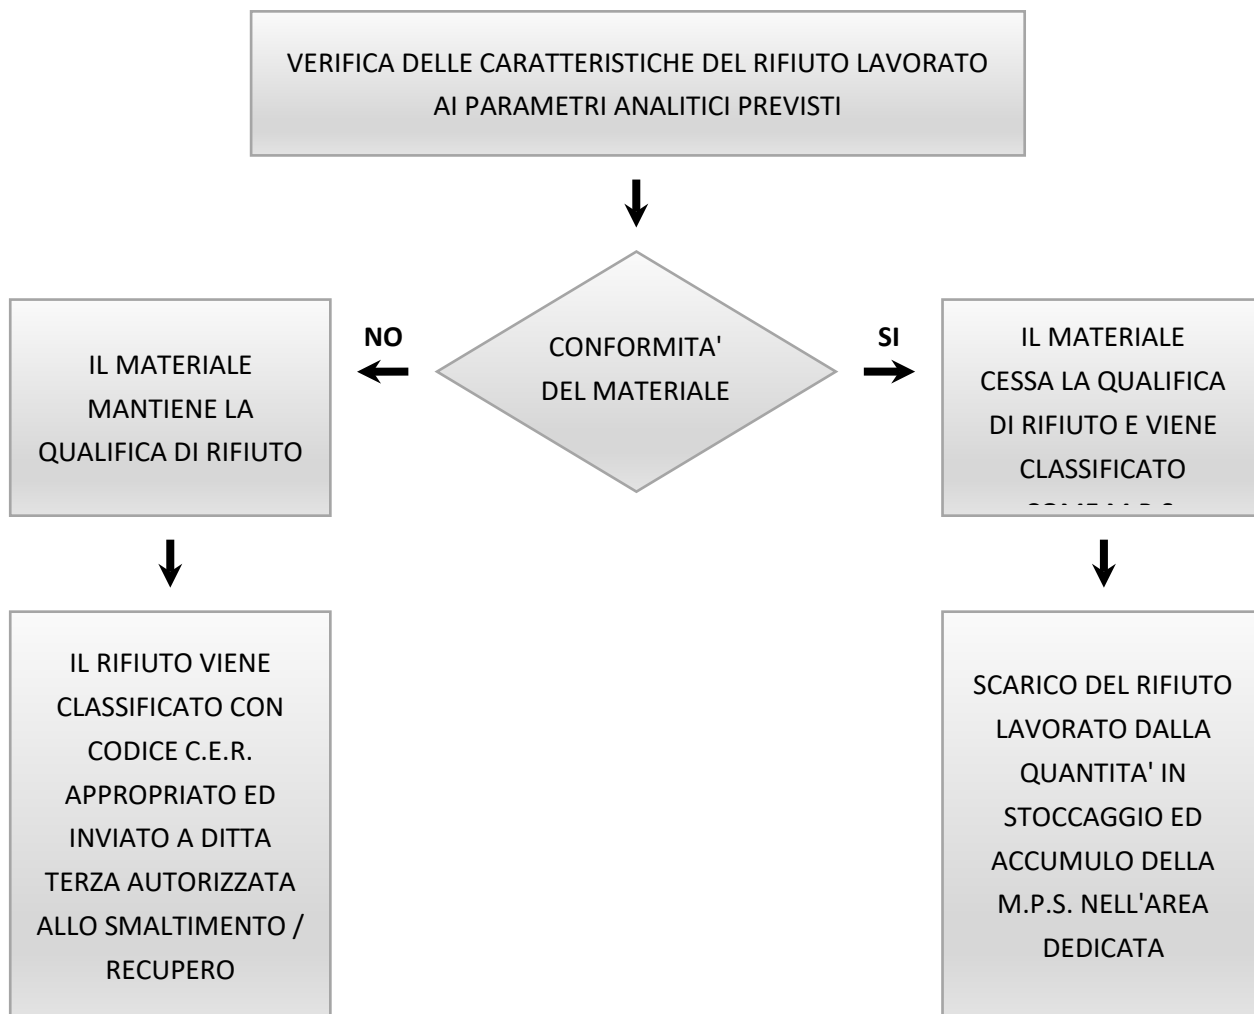 VERIFICA DELLE CARATTERISTICHE DEL RIFIUTO LAVORATO
AI PARAMETRI ANALITICI PREVISTI
NO
SI
CONFORMITA'
DEL MATERIALE
IL MATERIALE
MANTIENE LA
QUALIFICA DI RIFIUTO
IL MATERIALE
CESSA LA QUALIFICA
DI RIFIUTO E VIENE
CLASSIFICATO
IL RIFIUTO VIENE
CLASSIFICATO CON
CODICE C.E.R.
APPROPRIATO ED
INVIATO A DITTA
TERZA AUTORIZZATA
ALLO SMALTIMENTO /
RECUPERO
SCARICO DEL RIFIUTO
LAVORATO DALLA
QUANTITA' IN
STOCCAGGIO ED
ACCUMULO DELLA
M.P.S. NELL'AREA
DEDICATA